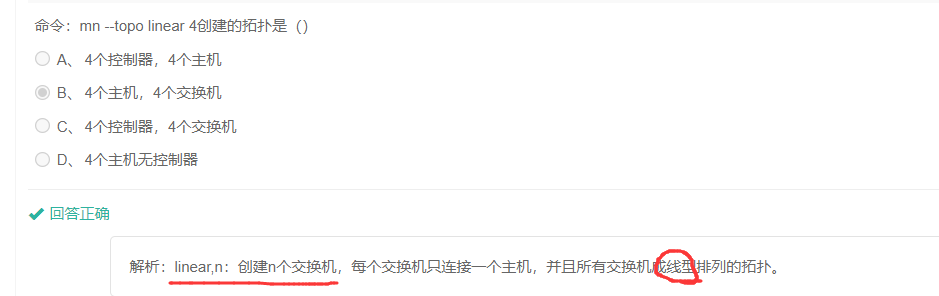 命令：mn --topo linear 4创建的拓扑是（）
A、 4个控制器，4个主机
B、 4个主机，4个交换机
C、 4个控制器，4个交换机
D、 4个主机无控制器
回答正确
解析：linear,n：创建n个交换机，每个交换机只连接一个主机，并且所有交换机成线型排列的拓扑。